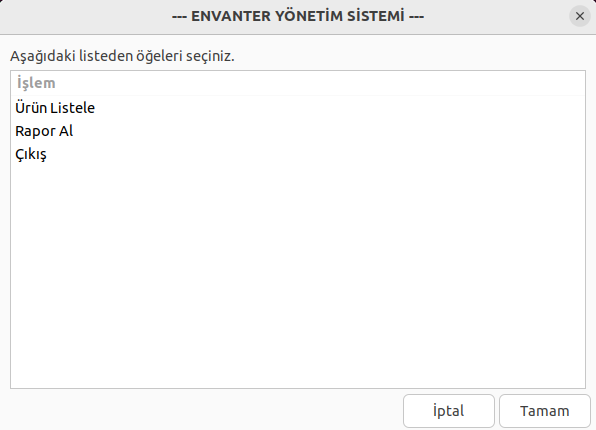 --- ENVANTER YÖNETİM SİSTEMİ ---
Aşağıdaki listeden öğeleri seçiniz.
İşlem
Ürün Listele
Rapor Al
Çıkış
İptal
Tamam